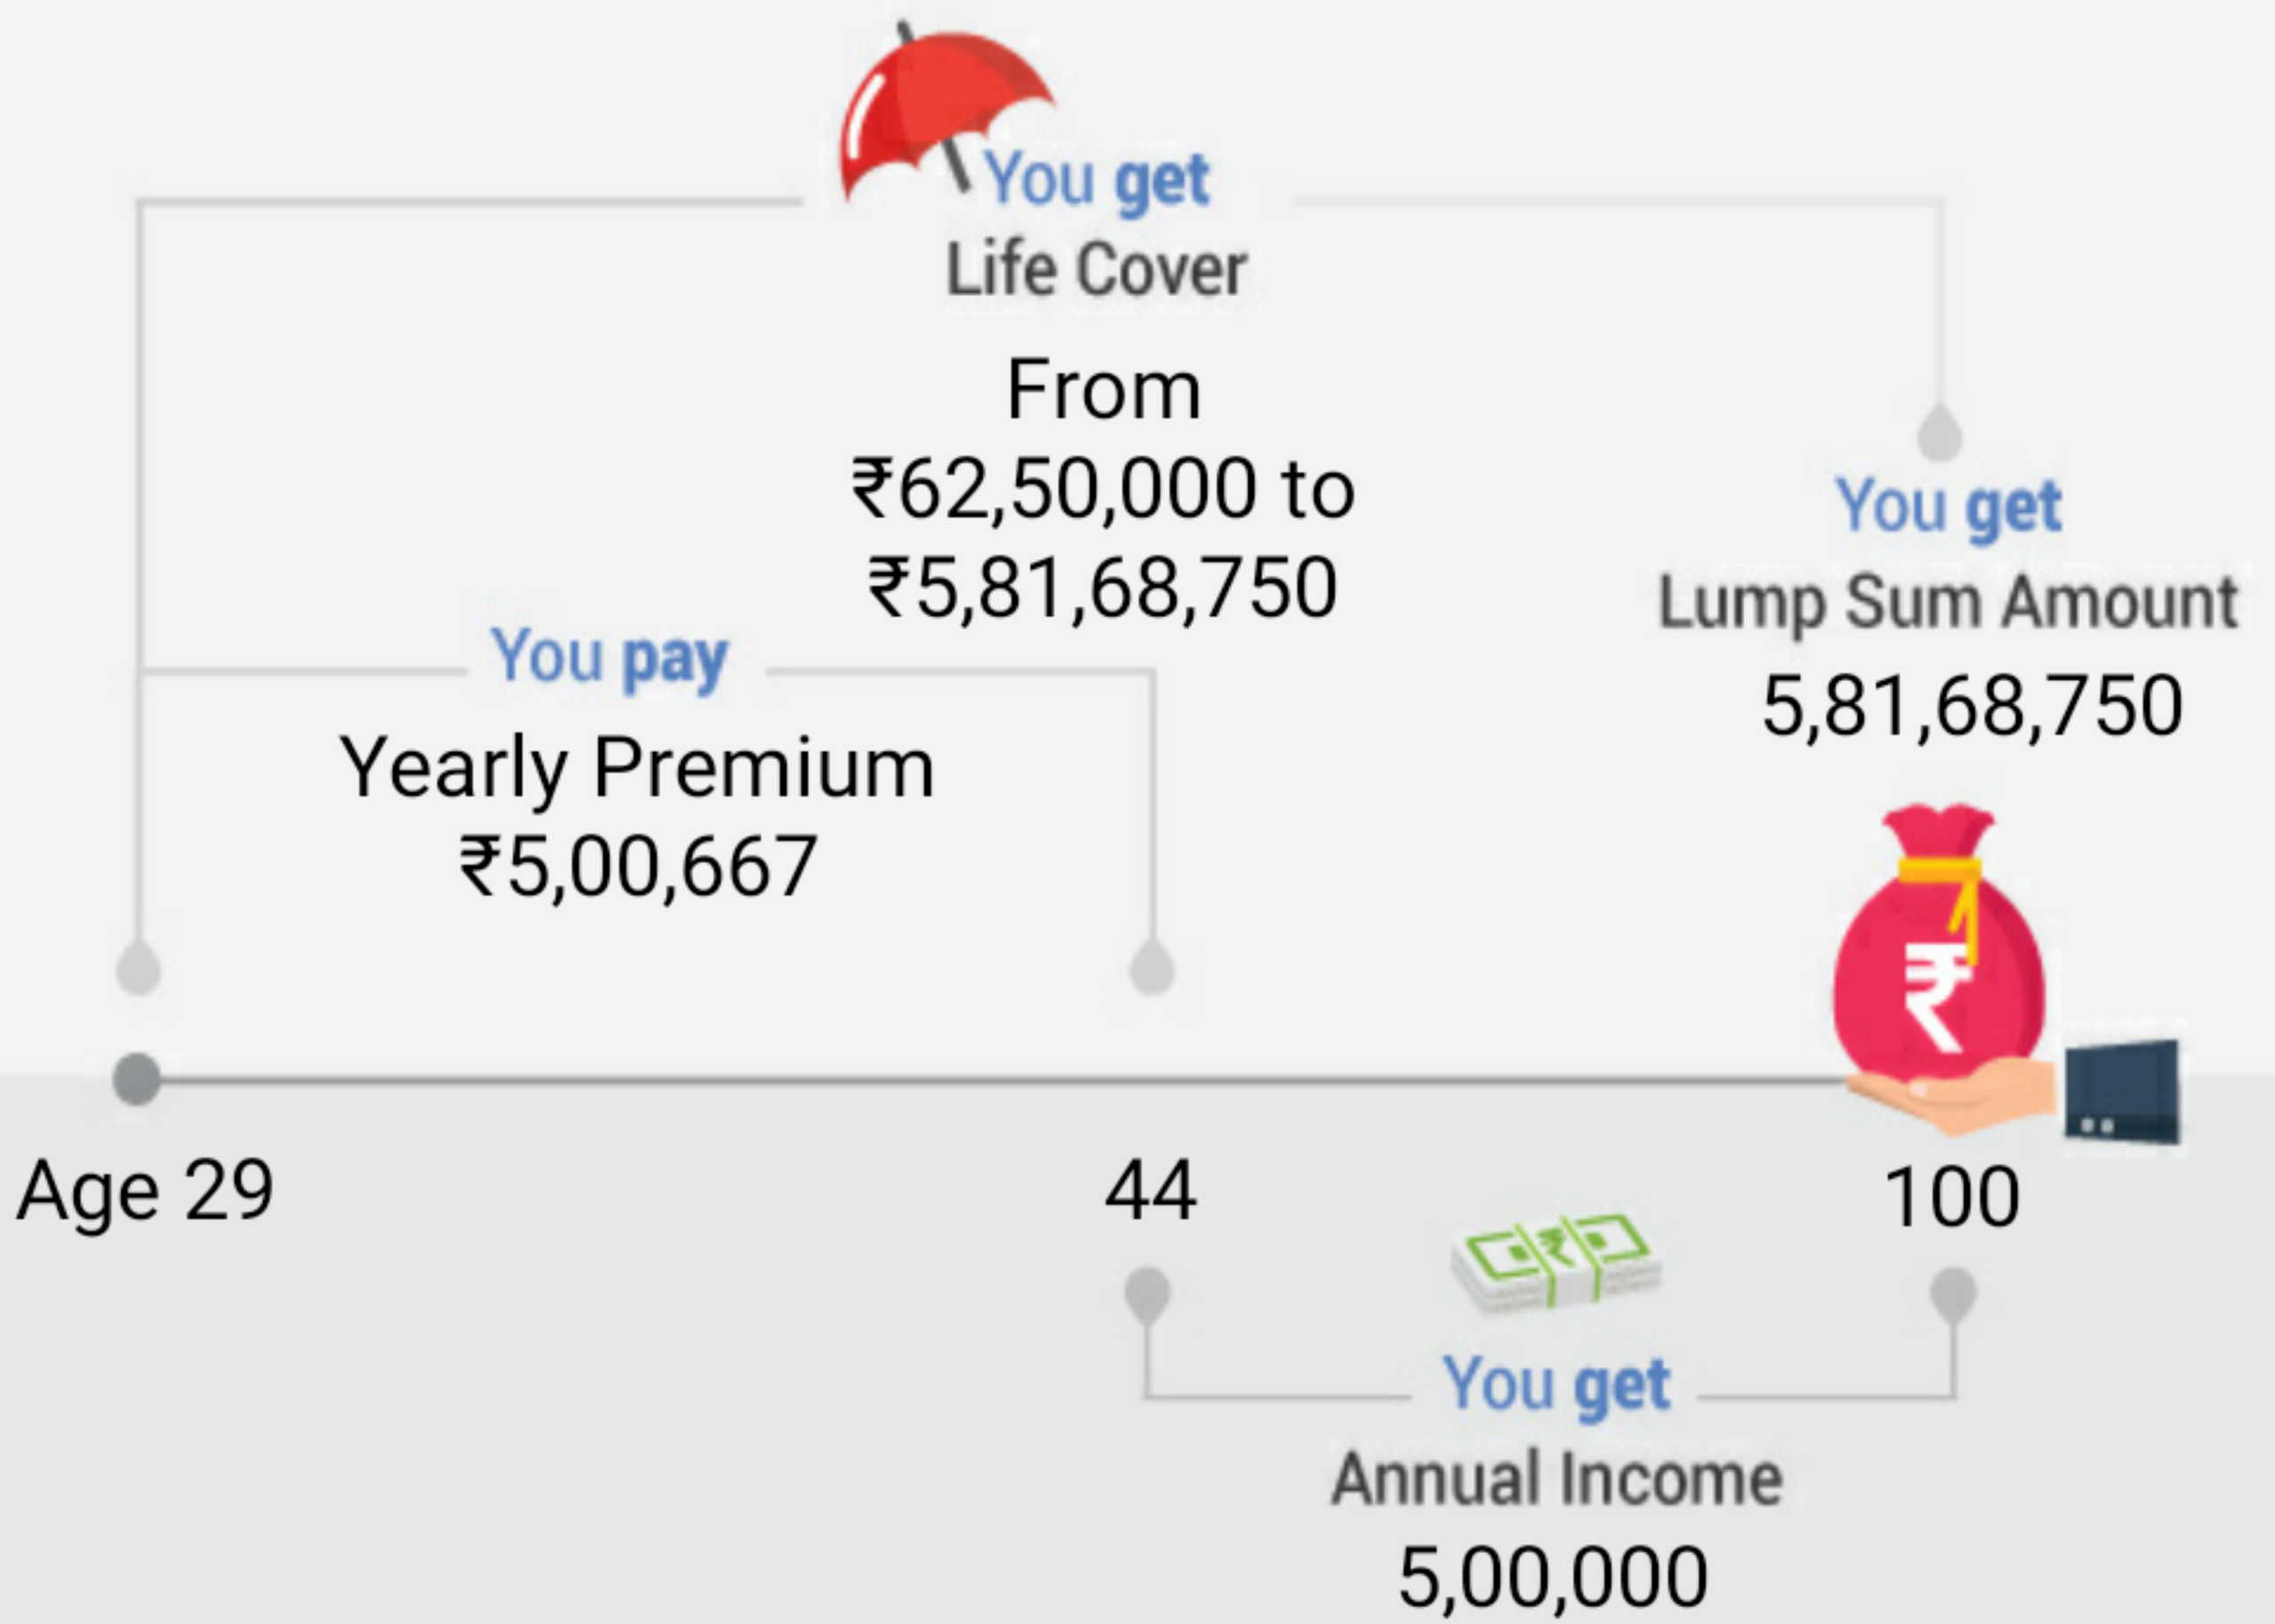 You get
Life Cover
From
₹62,50,000 to
₹5,81,68,750
You get
Lump Sum Amount
5,81,68,750
You pay
Yearly Premium
₹5,00,667
₹
Age 29
44
100
₹
You get
Annual Income
5,00,000